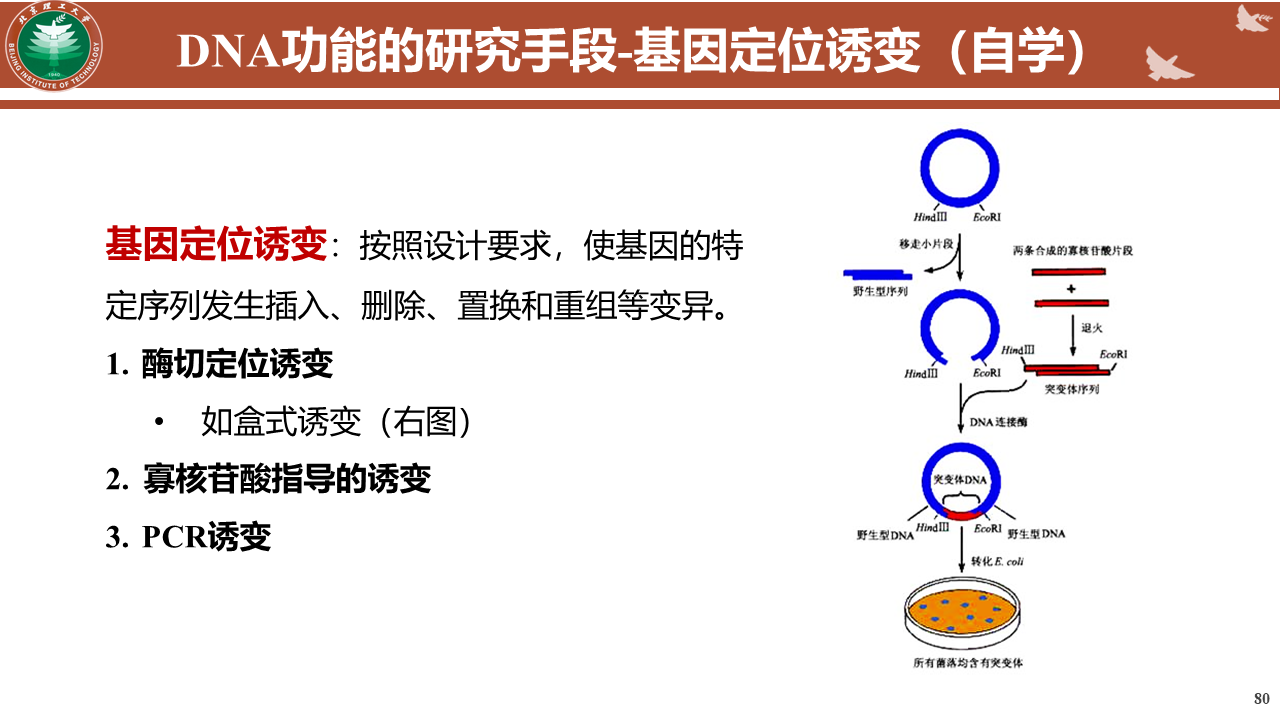 北京理工大学
BEIJING INSTITUTE OF TECHNOLOGY
1940
DNA功能的研究手段-基因定位诱变（自学）
基因定位诱变：按照设计要求，使基因的特
定序列发生插入、删除、置换和重组等变异。
1. 酶切定位诱变
• 如盒式诱变（右图）
2. 寡核苷酸指导的诱变
3. PCR诱变
HindⅢ EcoRI
移走小片段
两条合成的寡核苷酸片段
+
野生型序列
退火
HindⅢ EcoRI
HindⅢ EcoRI
突变体序列
DNA连接酶
突变体DNA
野生型DNA HindⅢ EcoRI 野生型DNA
转化E. coli
所有菌落均含有突变体
80